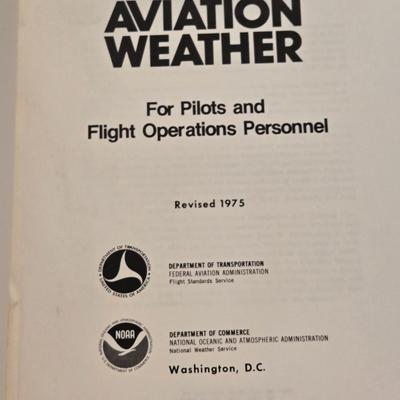 AVIATION
WEATHER
For Pilots and
Flight Operations Personnel
Revised 1975
DEPARTMENT OF TRANSPORTATION
FEDERAL AVIATION ADMINISTRATION
Flight Standards Service
NOAA
DEPARTMENT OF COMMERCE
NATIONAL OCEANIC AND ATMOSPHERIC ADMINISTRATION
National Weather Service
Washington, D.C.